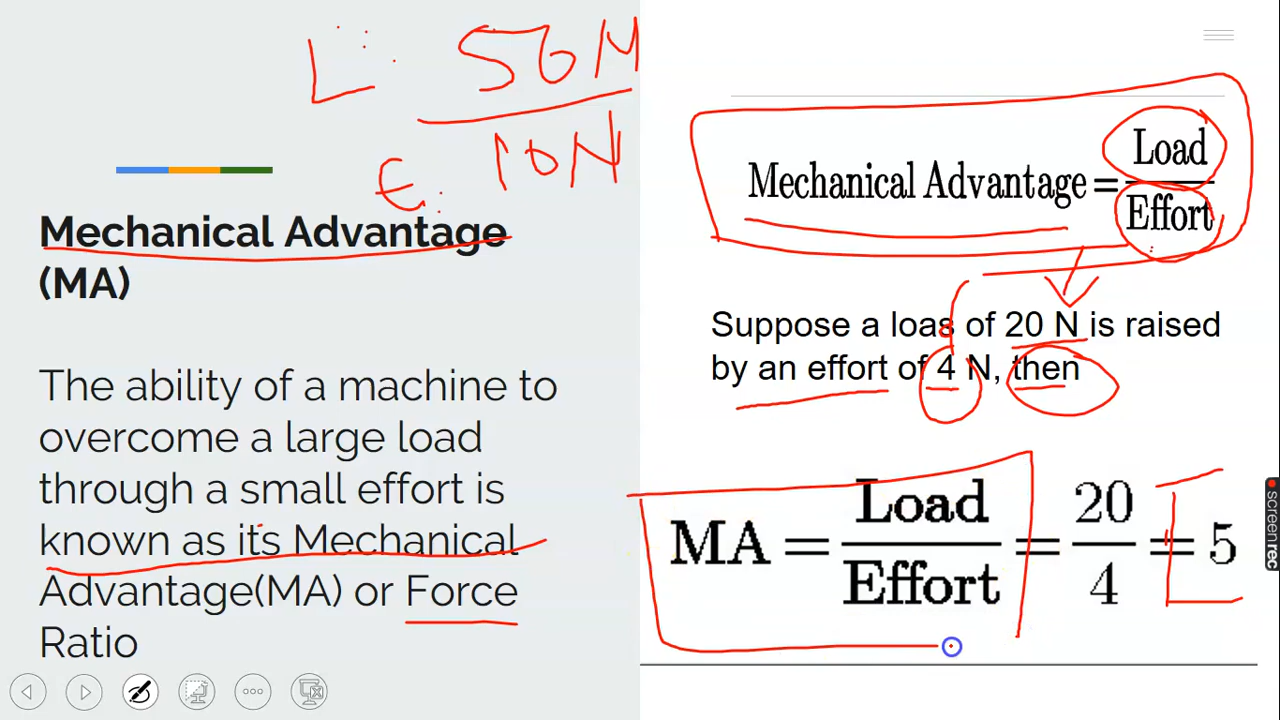 L: 50 N
E: 10 N
Mechanical Advantage
(MA)
The ability of a machine to
overcome a large load
through a small effort is
known as its Mechanical
Advantage(MA) or Force
Ratio
Mechanical Advantage = Load
Effort
Suppose a loas of 20 N is raised
by an effort of 4 N, then
MA = Load / Effort = 20 / 4 = 5
screenrec